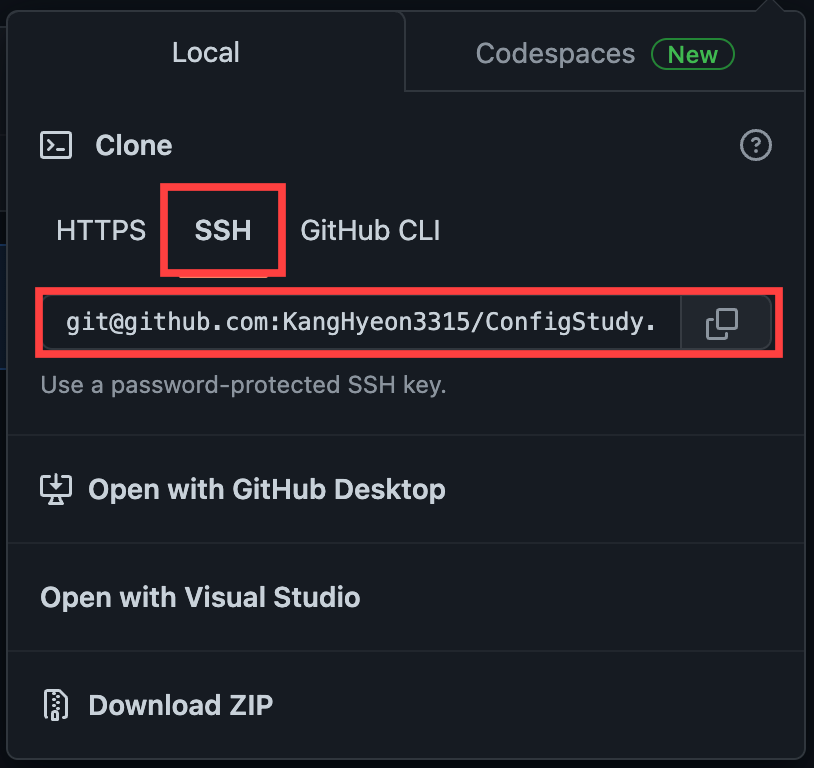 Local
Codespaces New
Clone
HTTPS SSH GitHub CLI
git@github.com:KangHyeon3315/ConfigStudy.
Use a password-protected SSH key.
Open with GitHub Desktop
Open with Visual Studio
Download ZIP